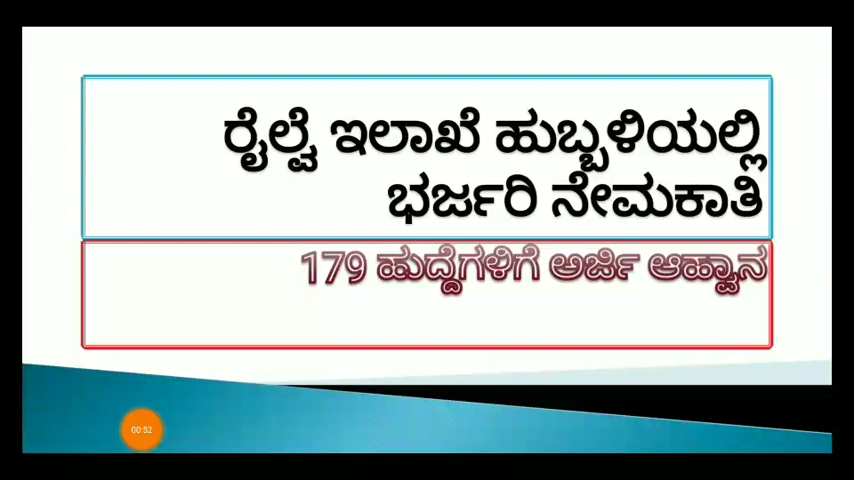 ರೈಲ್ವೆ ಇಲಾಖೆ ಹುಬ್ಬಳಿಯಲ್ಲಿ
ಭರ್ಜರಿ ನೇಮಕಾತಿ
179 ಹುದ್ದೆಗಳಿಗೆ ಅರ್ಜಿ ಆಹ್ವಾನ
00:52